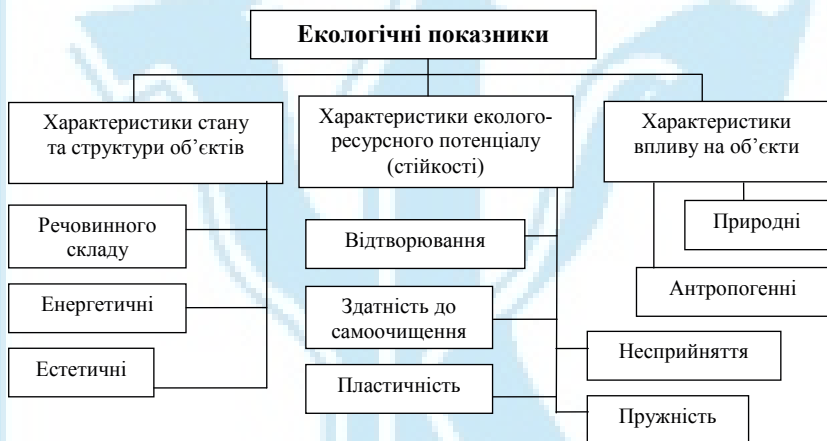 Екологічні показники
Характеристики стану
та структури об’єктів
Характеристики еколого-
ресурсного потенціалу
(стійкості)
Характеристики
впливу на об’єкти
Речовинного
складу
Енергетичні
Естетичні
Відтворювання
Здатність до
самоочищення
Пластичність
Несприйняття
Пружність
Природні
Антропогенні